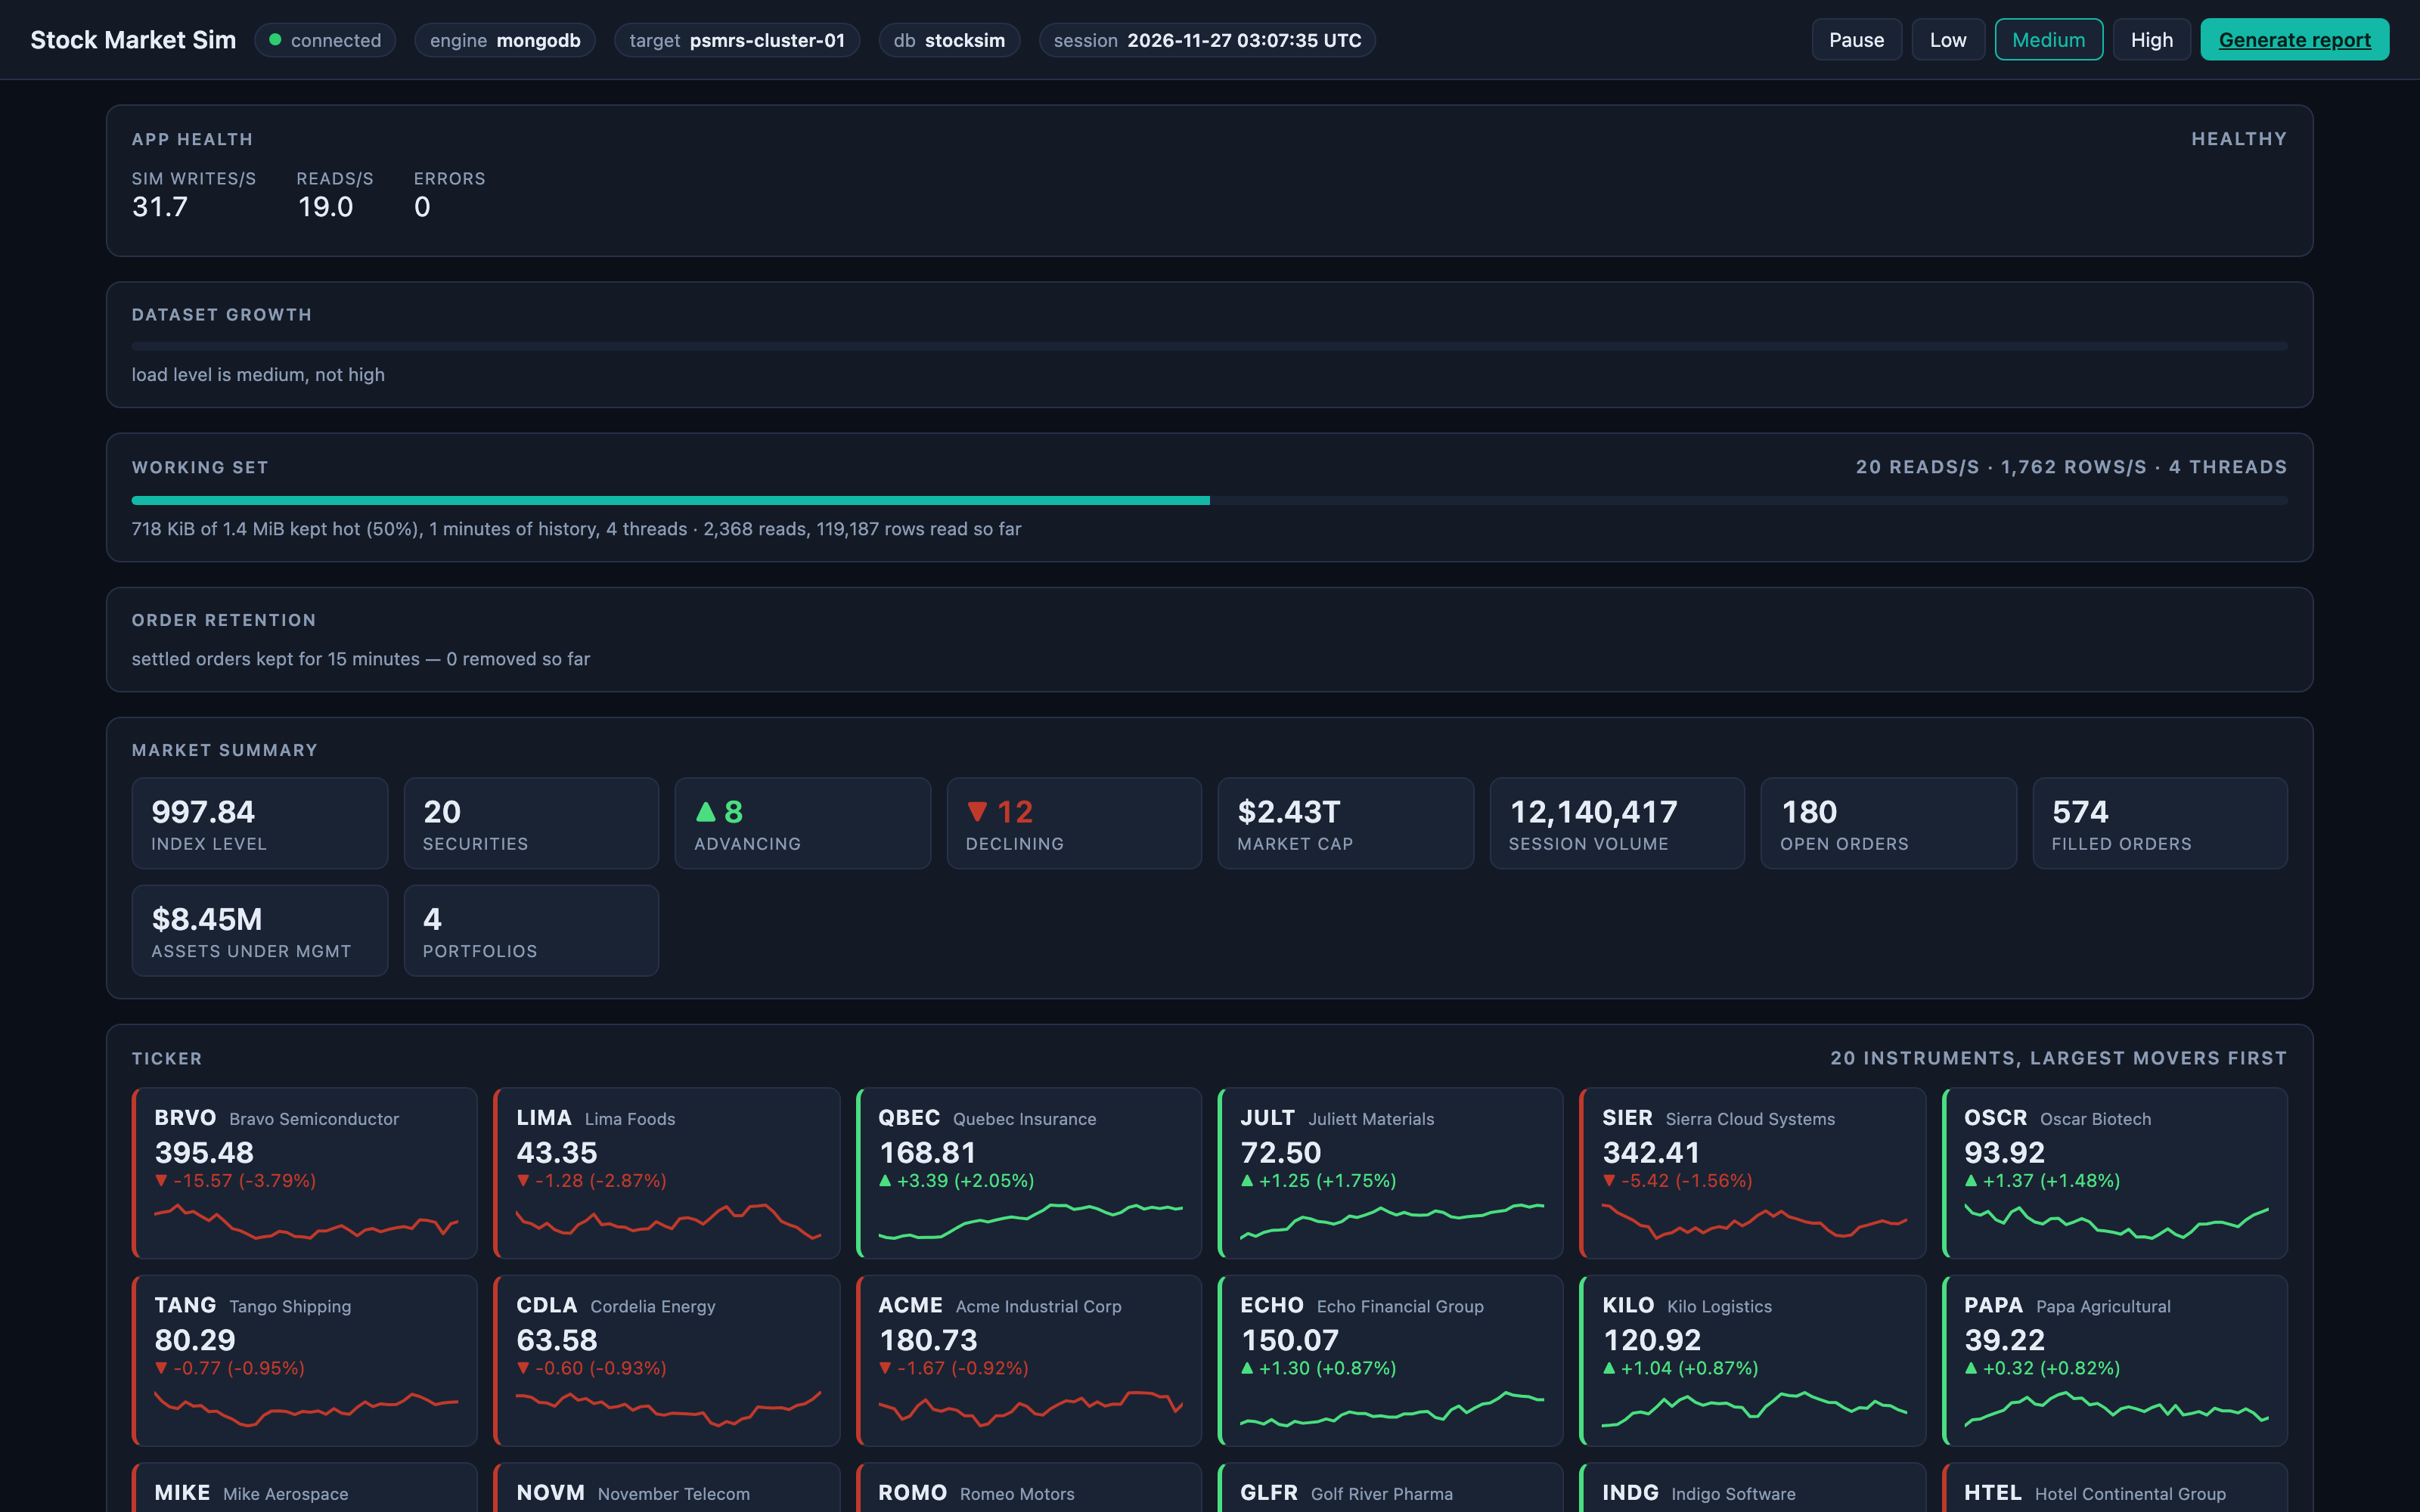 Stock Market Sim connected engine mongodb target psmrs-cluster-01 db stocksim session 2026-11-27 03:07:35 UTC Pause Low Medium High Generate report
APP HEALTH HEALTHY
SIM WRITES/S READS/S ERRORS
31.7 19.0 0
DATASET GROWTH
load level is medium, not high
WORKING SET 20 READS/S · 1,762 ROWS/S · 4 THREADS
718 KiB of 1.4 MiB kept hot (50%), 1 minutes of history, 4 threads · 2,368 reads, 119,187 rows read so far
ORDER RETENTION
settled orders kept for 15 minutes — 0 removed so far
MARKET SUMMARY
997.84 20 ▲ 8 ▼ 12 $2.43T 12,140,417 180 574
INDEX LEVEL SECURITIES ADVANCING DECLINING MARKET CAP SESSION VOLUME OPEN ORDERS FILLED ORDERS
$8.45M 4
ASSETS UNDER MGMT PORTFOLIOS
TICKER 20 INSTRUMENTS, LARGEST MOVERS FIRST
BRVO Bravo Semiconductor LIMA Lima Foods QBEC Quebec Insurance JULT Juliett Materials SIER Sierra Cloud Systems OSCR Oscar Biotech
395.48 43.35 168.81 72.50 342.41 93.92
▼ -15.57 (-3.79%) ▼ -1.28 (-2.87%) ▲ +3.39 (+2.05%) ▲ +1.25 (+1.75%) ▼ -5.42 (-1.56%) ▲ +1.37 (+1.48%)
TANG Tango Shipping CDLA Cordelia Energy ACME Acme Industrial Corp ECHO Echo Financial Group KILO Kilo Logistics PAPA Papa Agricultural
80.29 63.58 180.73 150.07 120.92 39.22
▼ -0.77 (-0.95%) ▼ -0.60 (-0.93%) ▼ -1.67 (-0.92%) ▲ +1.30 (+0.87%) ▲ +1.04 (+0.87%) ▲ +0.32 (+0.82%)
MIKE Mike Aerospace NOVM November Telecom ROMO Romeo Motors GLFR Golf River Pharma INDG Indigo Software HTEL Hotel Continental Group